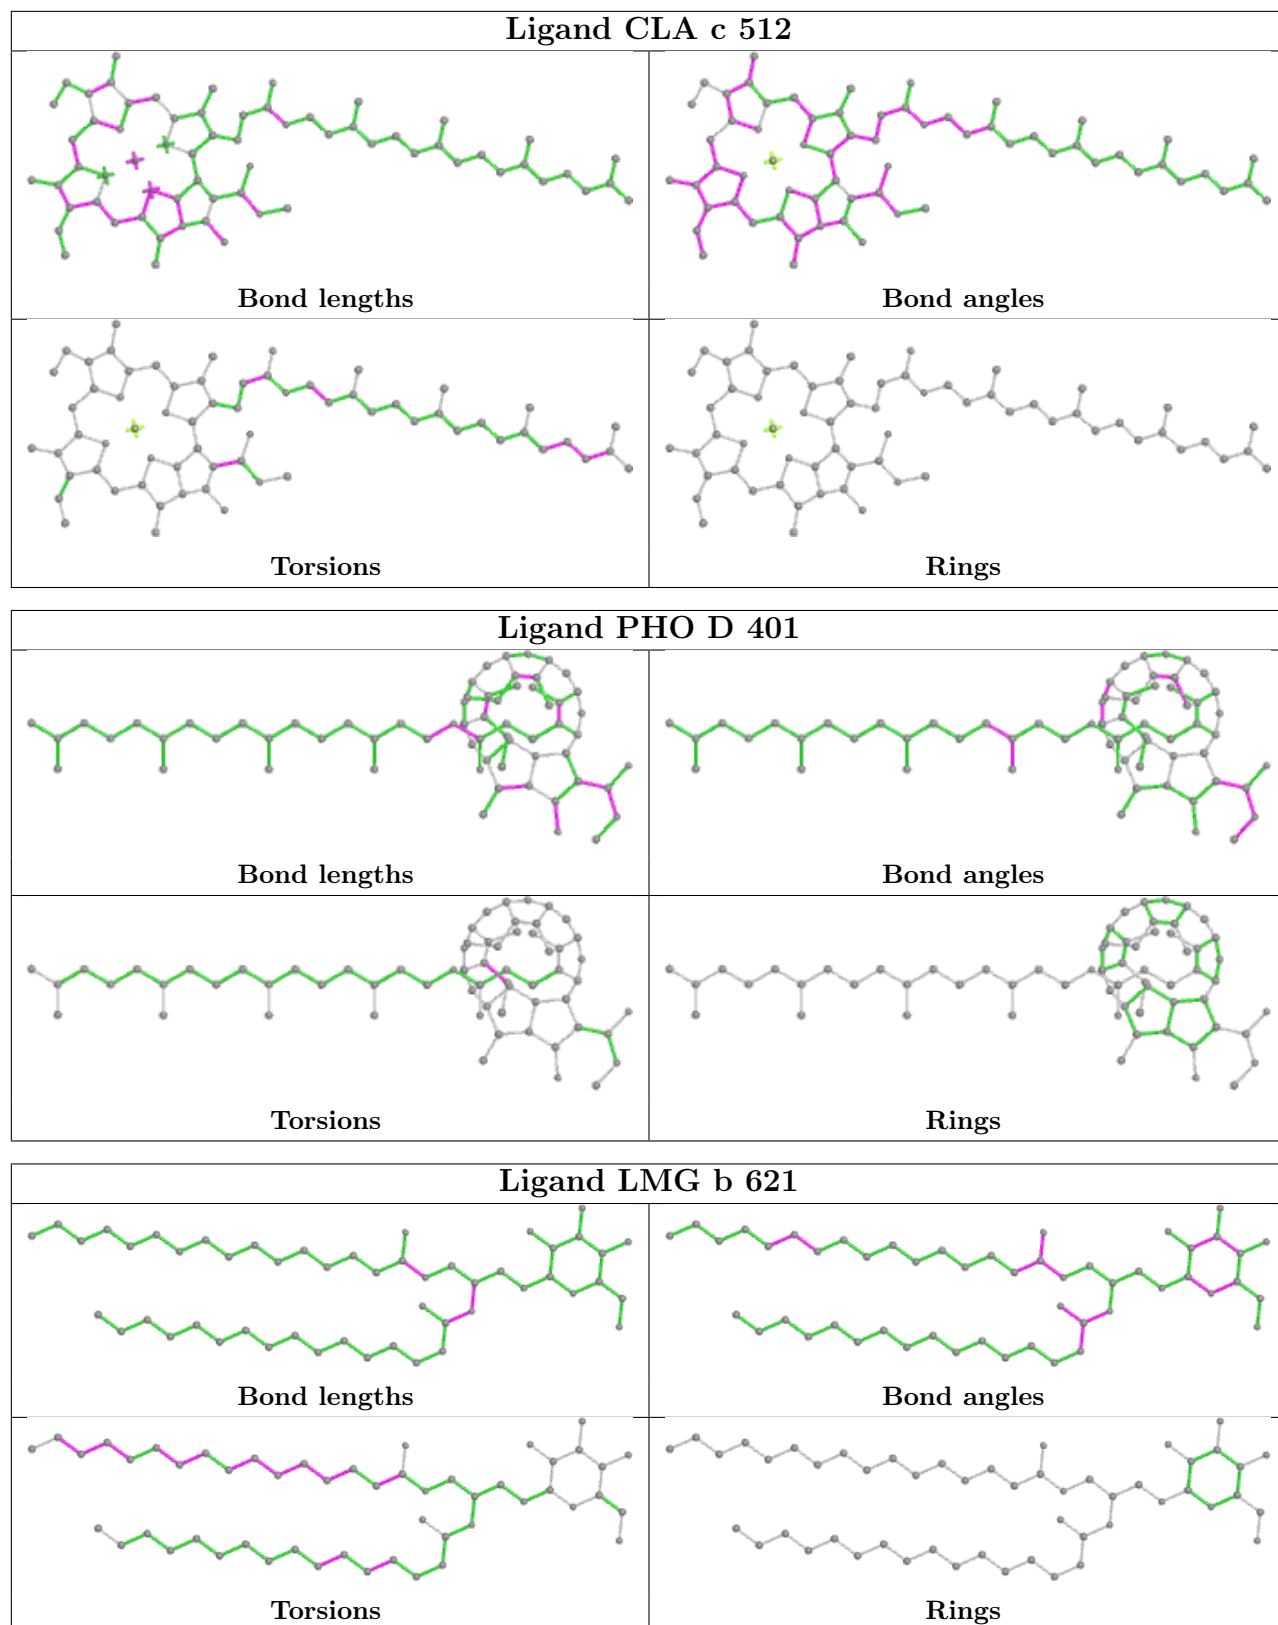 Ligand CLA c 512
Bond lengths
Bond angles
Torsions
Rings
Ligand PHO D 401
Bond lengths
Bond angles
Torsions
Rings
Ligand LMG b 621
Bond lengths
Bond angles
Torsions
Rings